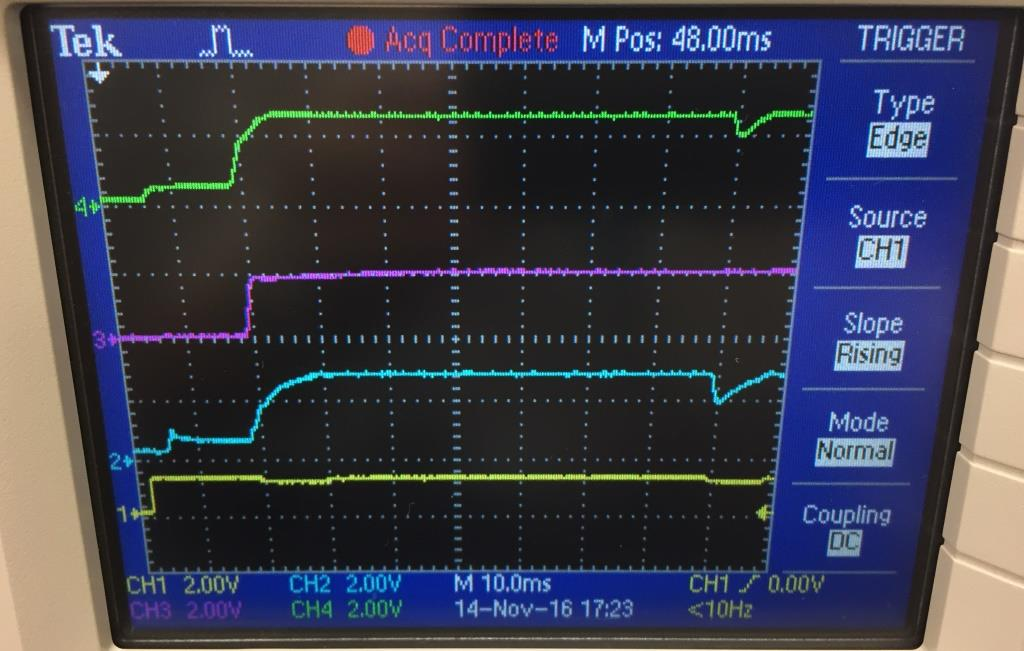 Tek Acq Complete M Pos: 48.00ms TRIGGER
Type
Edge
Source
CH1
Slope
Rising
Mode
Normal
Coupling
DC
4
3
2
1
CH1 2.00V CH2 2.00V M 10.0ms CH1 0.00V
CH3 2.00V CH4 2.00V 14-Nov-16 17:23 <10Hz